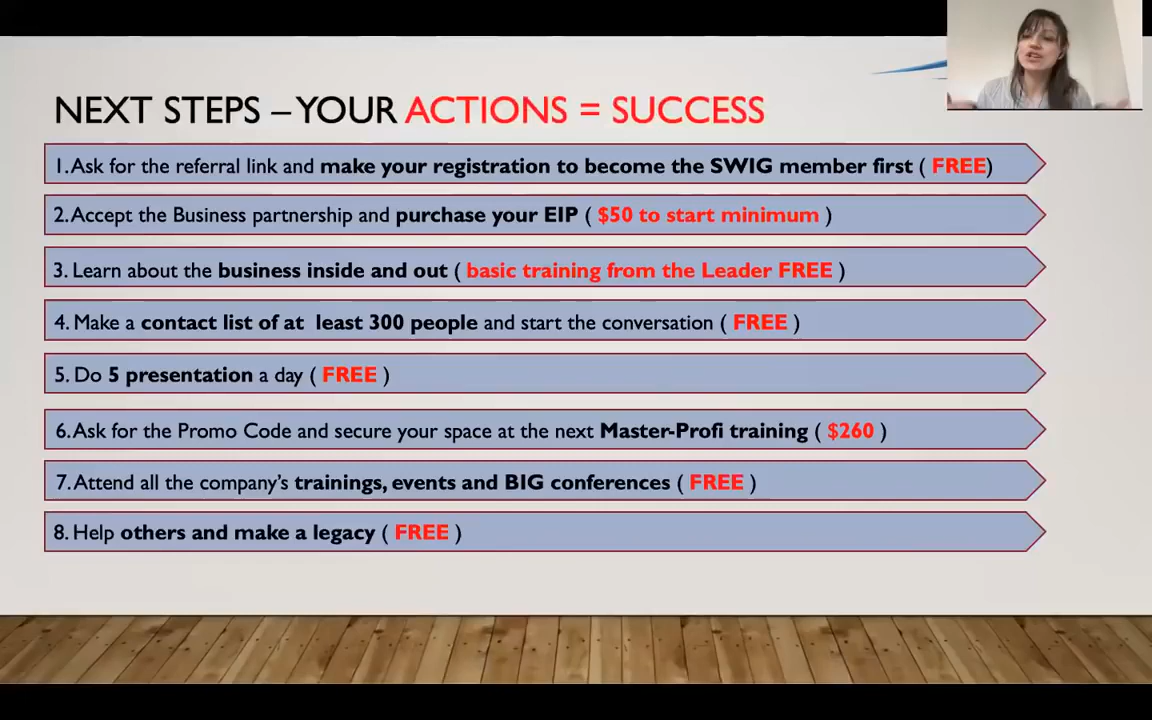 NEXT STEPS – YOUR ACTIONS = SUCCESS
1. Ask for the referral link and make your registration to become the SWIG member first ( FREE)
2. Accept the Business partnership and purchase your EIP ( $50 to start minimum )
3. Learn about the business inside and out ( basic training from the Leader FREE )
4. Make a contact list of at least 300 people and start the conversation ( FREE )
5. Do 5 presentation a day ( FREE )
6. Ask for the Promo Code and secure your space at the next Master-Profi training ( $260 )
7. Attend all the company's trainings, events and BIG conferences ( FREE )
8. Help others and make a legacy ( FREE )